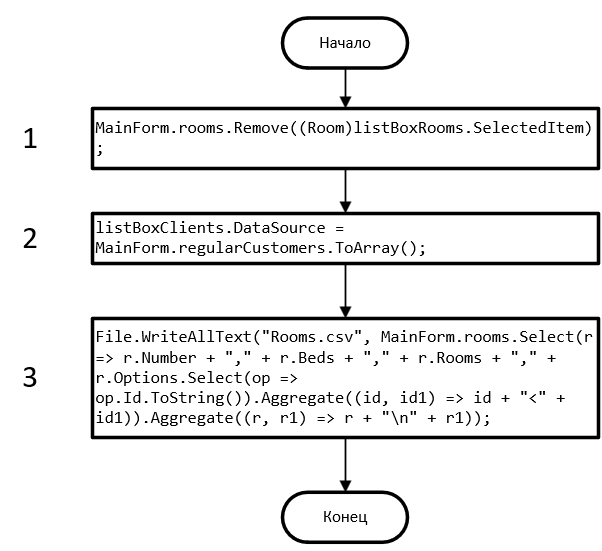 Начало
1
MainForm.rooms.Remove((Room)listBoxRooms.SelectedItem)
;
2
listBoxClients.DataSource =
MainForm.regularCustomers.ToArray();
3
File.WriteAllText("Rooms.csv", MainForm.rooms.Select(r
=> r.Number + "," + r.Beds + "," + r.Rooms + "," +
r.Options.Select(op =>
op.Id.ToString()).Aggregate((id, id1) => id + "<" +
id1)).Aggregate((r, r1) => r + "\n" + r1));
Конец